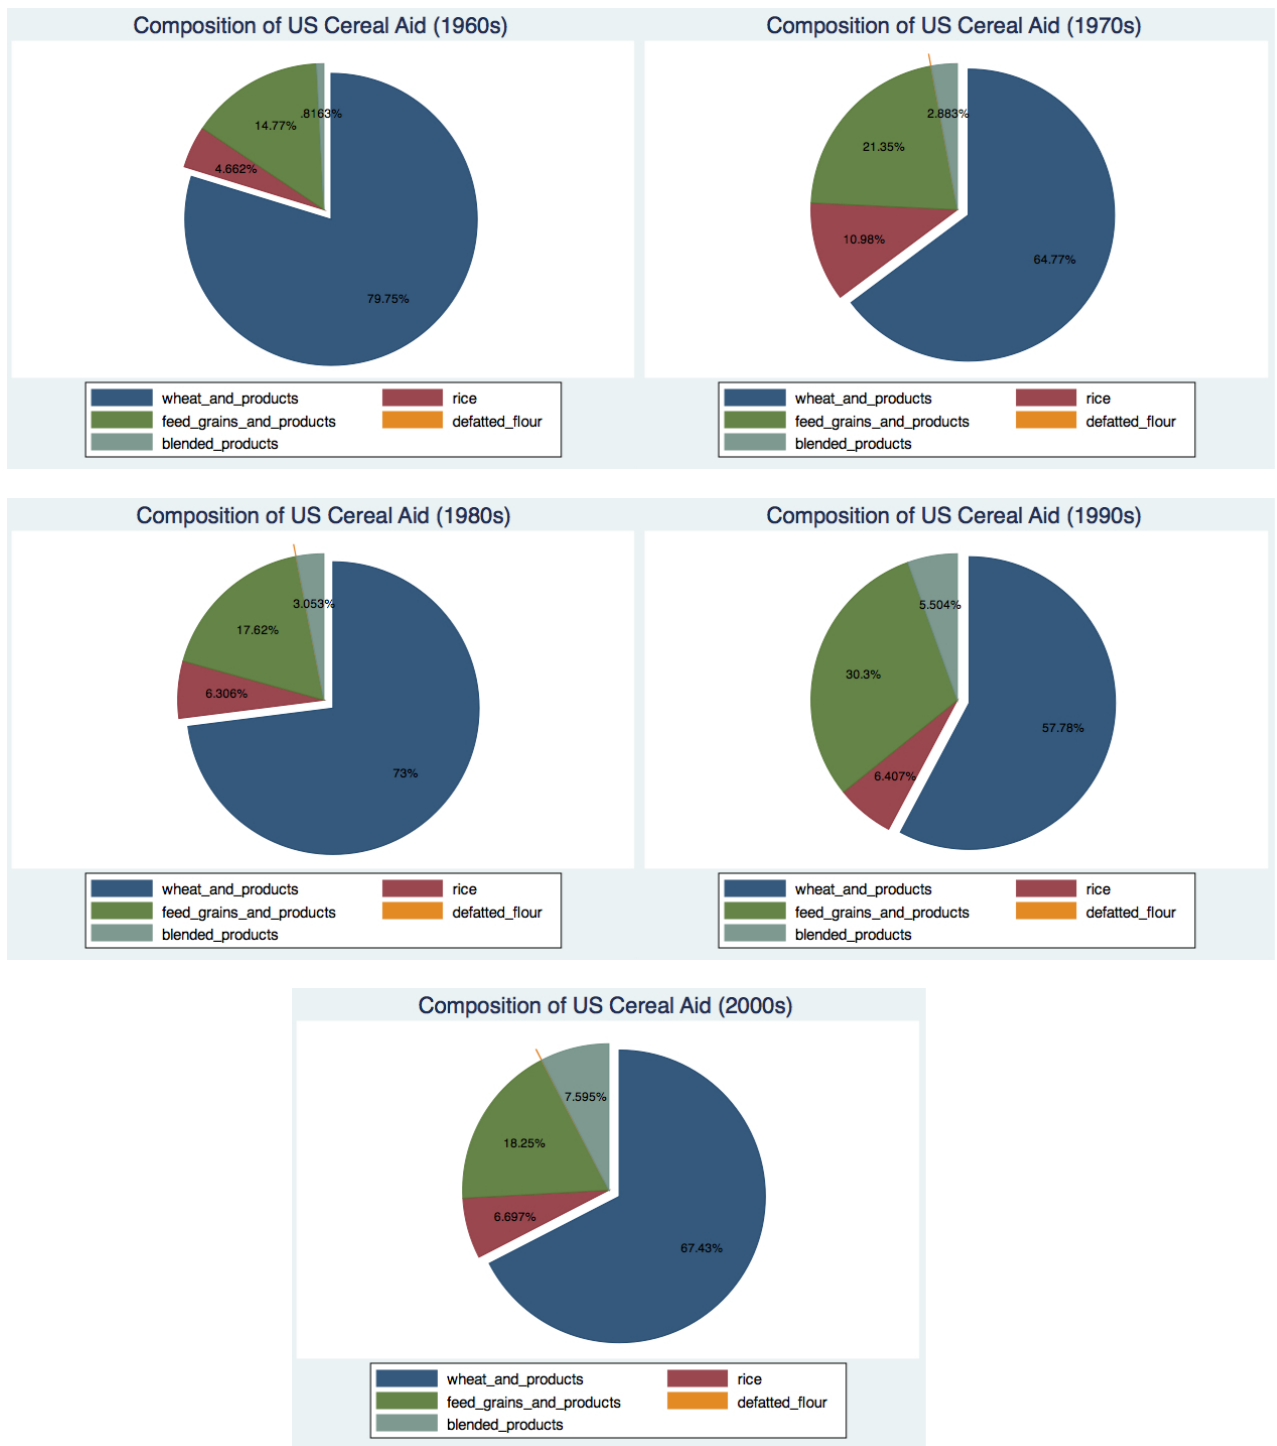 Composition of US Cereal Aid (1960s)
.8163%
14.77%
4.662%
79.75%
wheat_and_products rice
feed_grains_and_products defatted_flour
blended_products
Composition of US Cereal Aid (1970s)
2.883%
21.35%
10.98%
64.77%
wheat_and_products rice
feed_grains_and_products defatted_flour
blended_products
Composition of US Cereal Aid (1980s)
3.053%
17.62%
6.306%
73%
wheat_and_products rice
feed_grains_and_products defatted_flour
blended_products
Composition of US Cereal Aid (1990s)
5.504%
30.3%
57.78%
6.407%
wheat_and_products rice
feed_grains_and_products defatted_flour
blended_products
Composition of US Cereal Aid (2000s)
7.595%
18.25%
6.697%
67.43%
wheat_and_products rice
feed_grains_and_products defatted_flour
blended_products